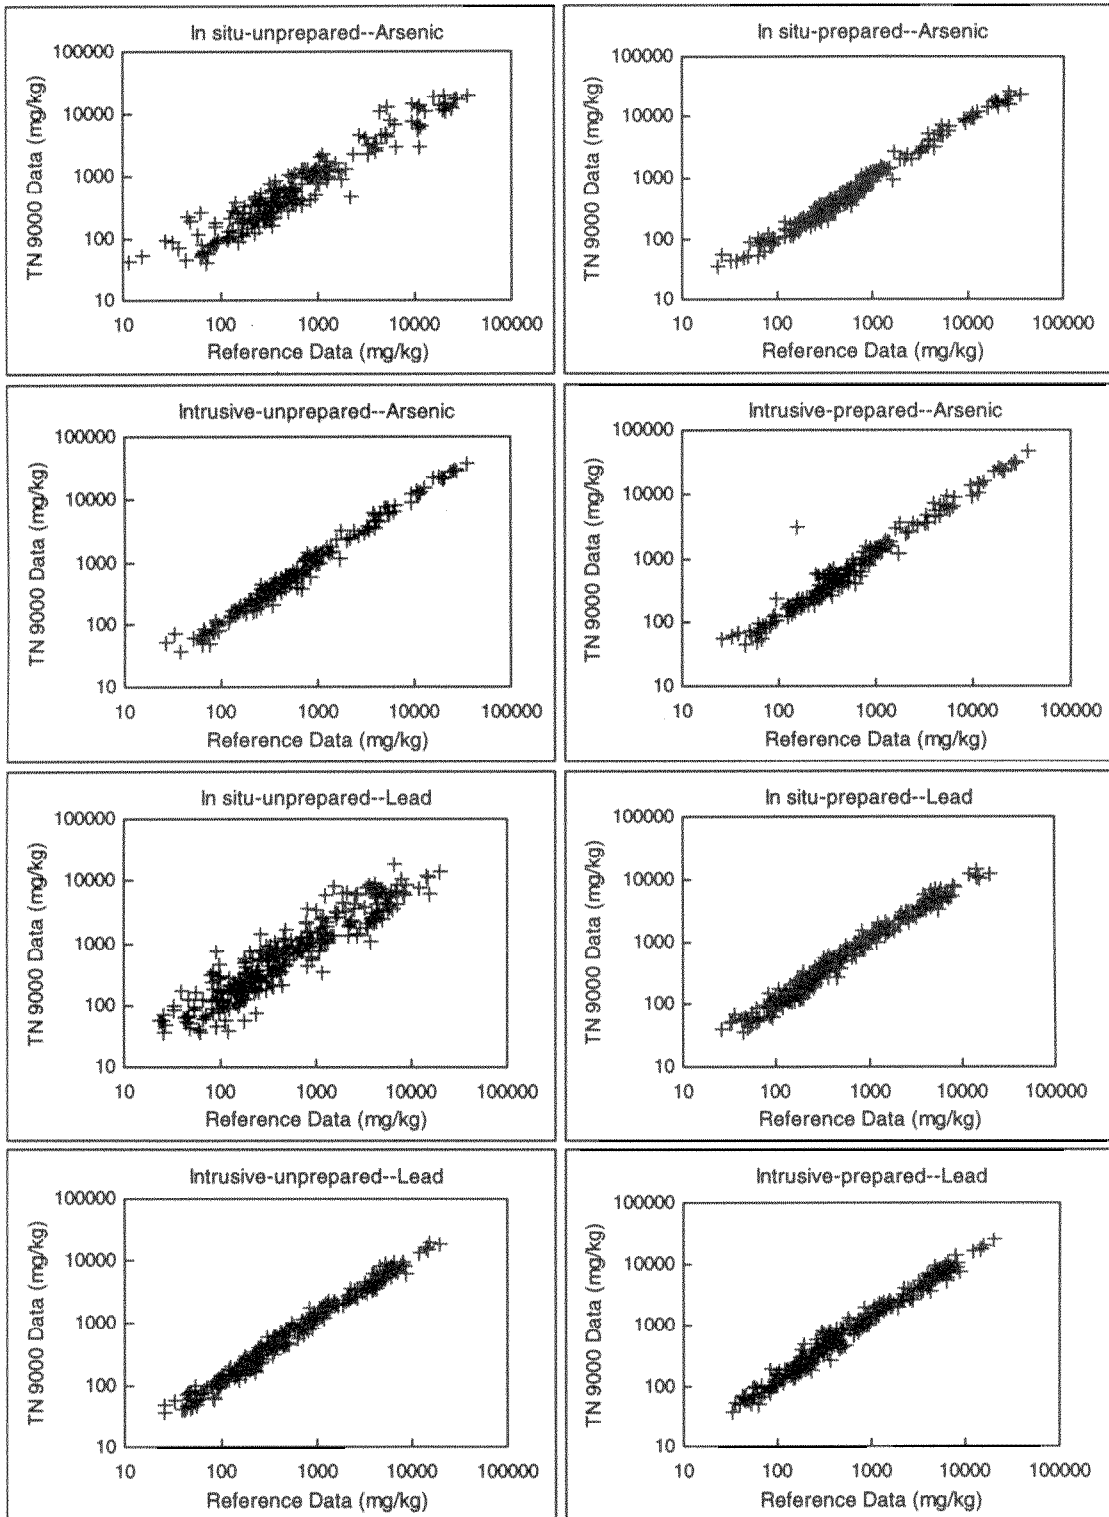 In situ-unprepared--Arsenic
100000
10000
1000
100
10
TN 9000 Data (mg/kg)
10 100 1000 10000 100000
Reference Data (mg/kg)
In situ-prepared--Arsenic
100000
10000
1000
100
10
TN 9000 Data (mg/kg)
10 100 1000 10000 100000
Reference Data (mg/kg)
Intrusive-unprepared--Arsenic
100000
10000
1000
100
10
TN 9000 Data (mg/kg)
10 100 1000 10000 100000
Reference Data (mg/kg)
Intrusive-prepared--Arsenic
100000
10000
1000
100
10
TN 9000 Data (mg/kg)
10 100 1000 10000 100000
Reference Data (mg/kg)
In situ-unprepared--Lead
100000
10000
1000
100
10
TN 9000 Data (mg/kg)
10 100 1000 10000 100000
Reference Data (mg/kg)
In situ-prepared--Lead
100000
10000
1000
100
10
TN 9000 Data (mg/kg)
10 100 1000 10000 100000
Reference Data (mg/kg)
Intrusive-unprepared--Lead
100000
10000
1000
100
10
TN 9000 Data (mg/kg)
10 100 1000 10000 100000
Reference Data (mg/kg)
Intrusive-prepared--Lead
100000
10000
1000
100
10
TN 9000 Data (mg/kg)
10 100 1000 10000 100000
Reference Data (mg/kg)